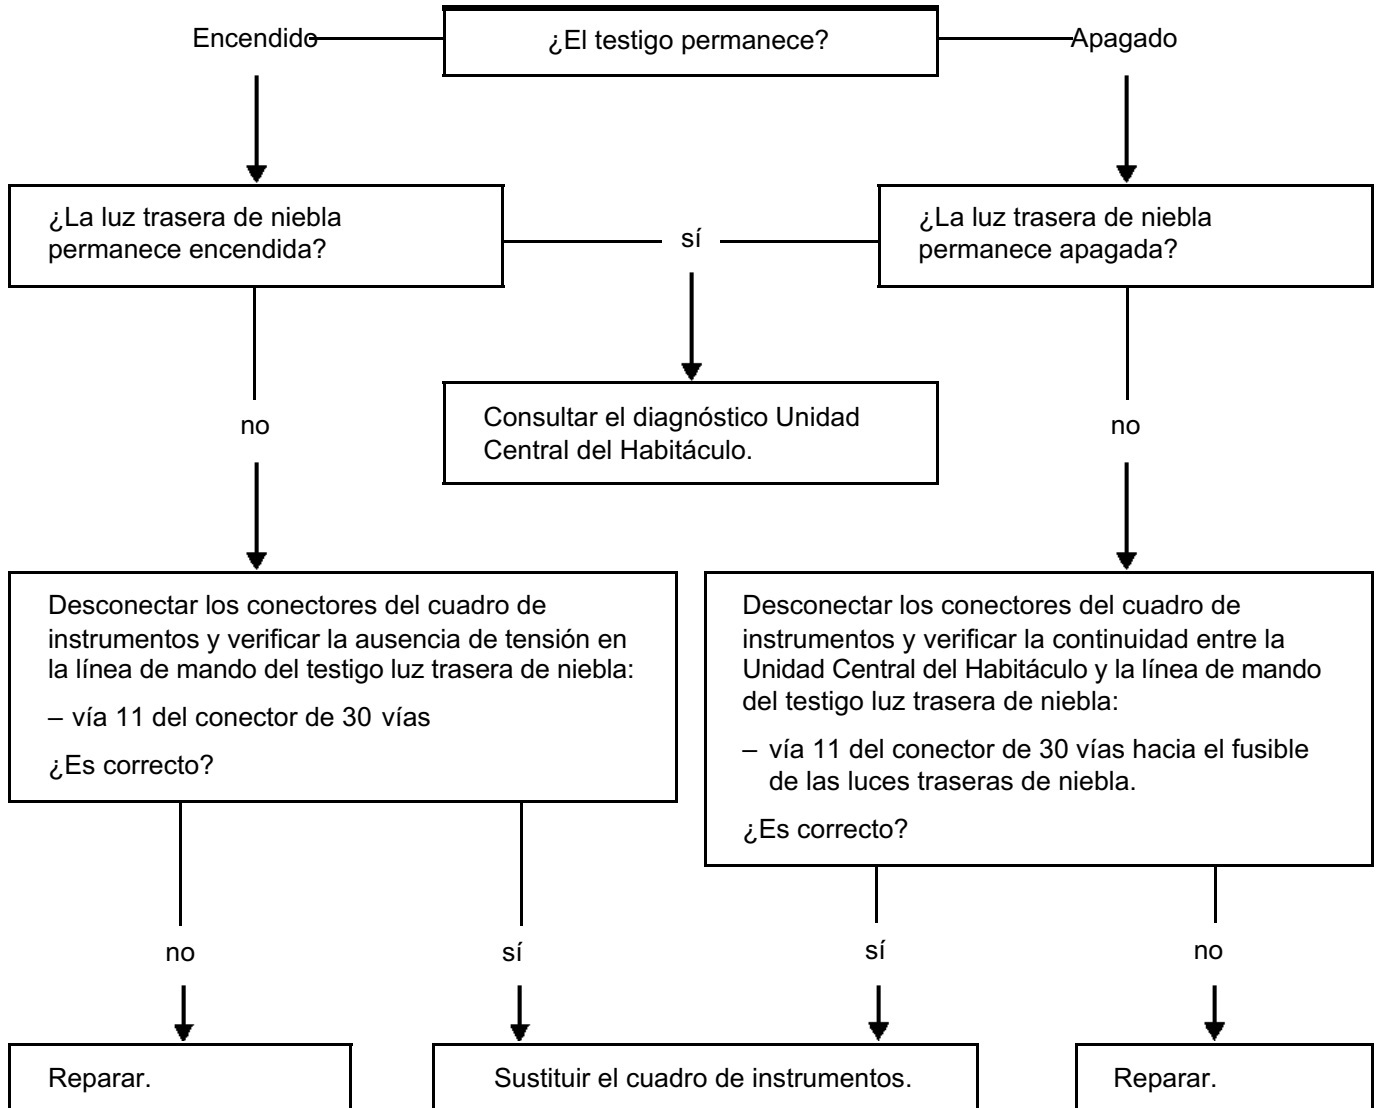 Encendido
¿El testigo permanece?
Apagado
¿La luz trasera de niebla
permanece encendida?
sí
¿La luz trasera de niebla
permanece apagada?
no
Consultar el diagnóstico Unidad
Central del Habitáculo.
no
Desconectar los conectores del cuadro de
instrumentos y verificar la ausencia de tensión en
la línea de mando del testigo luz trasera de niebla:
– vía 11 del conector de 30 vías
¿Es correcto?
Desconectar los conectores del cuadro de
instrumentos y verificar la continuidad entre la
Unidad Central del Habitáculo y la línea de mando
del testigo luz trasera de niebla:
– vía 11 del conector de 30 vías hacia el fusible
de las luces traseras de niebla.
¿Es correcto?
no
sí
sí
no
Reparar.
Sustituir el cuadro de instrumentos.
Reparar.